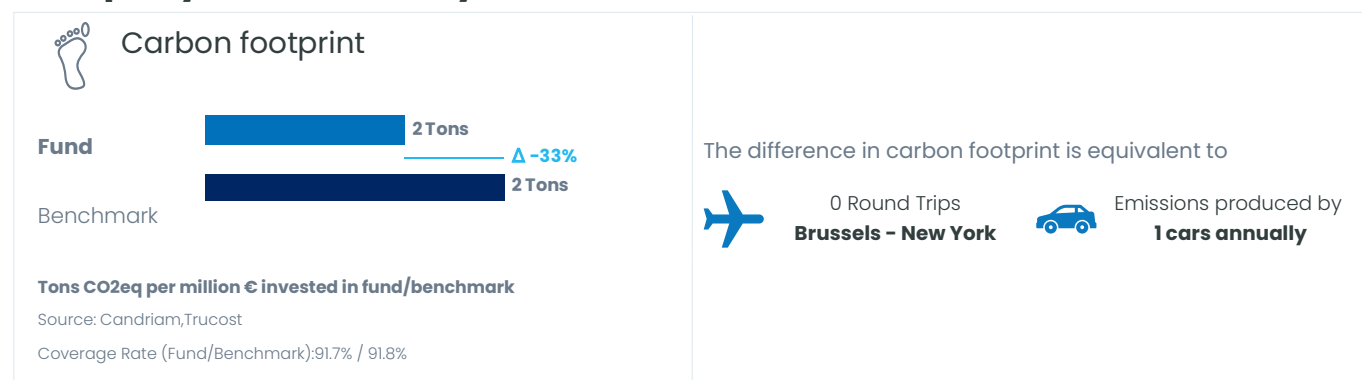 Carbon footprint
Fund
2 Tons
Δ -33%
Benchmark
2 Tons
Tons CO2eq per million € invested in fund/benchmark
Source: Candriam,Trucost
Coverage Rate (Fund/Benchmark):91.7% / 91.8%
The difference in carbon footprint is equivalent to
0 Round Trips
Brussels - New York
Emissions produced by
1 cars annually